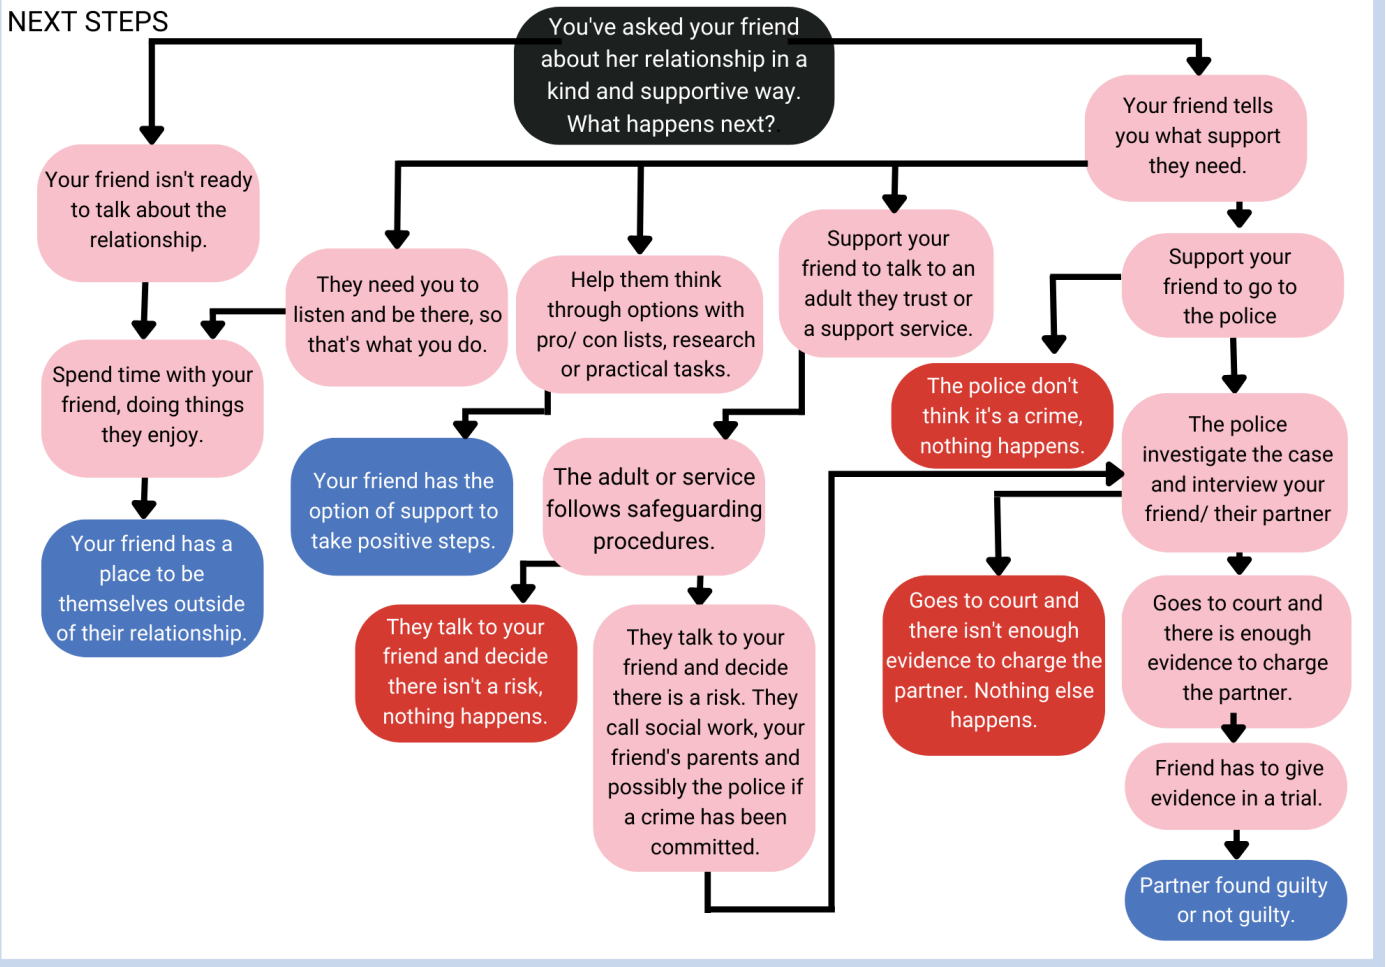 NEXT STEPS
You've asked your friend
about her relationship in a
kind and supportive way.
What happens next?.
Your friend tells
you what support
they need.
Your friend isn't ready
to talk about the
relationship.
They need you to
listen and be there, so
that's what you do.
Help them think
through options with
pro/ con lists, research
or practical tasks.
Support your
friend to talk to an
adult they trust or
a support service.
Support your
friend to go to
the police
Spend time with your
friend, doing things
they enjoy.
The police don't
think it's a crime,
nothing happens.
The police
investigate the case
and interview your
friend/ their partner
Your friend has the
option of support to
take positive steps.
The adult or service
follows safeguarding
procedures.
Your friend has a
place to be
themselves outside
of their relationship.
They talk to your
friend and decide
there isn't a risk,
nothing happens.
They talk to your
friend and decide
there is a risk. They
call social work, your
friend's parents and
possibly the police if
a crime has been
committed.
Goes to court and
there isn't enough
evidence to charge the
partner. Nothing else
happens.
Goes to court and
there is enough
evidence to charge
the partner.
Friend has to give
evidence in a trial.
Partner found guilty
or not guilty.